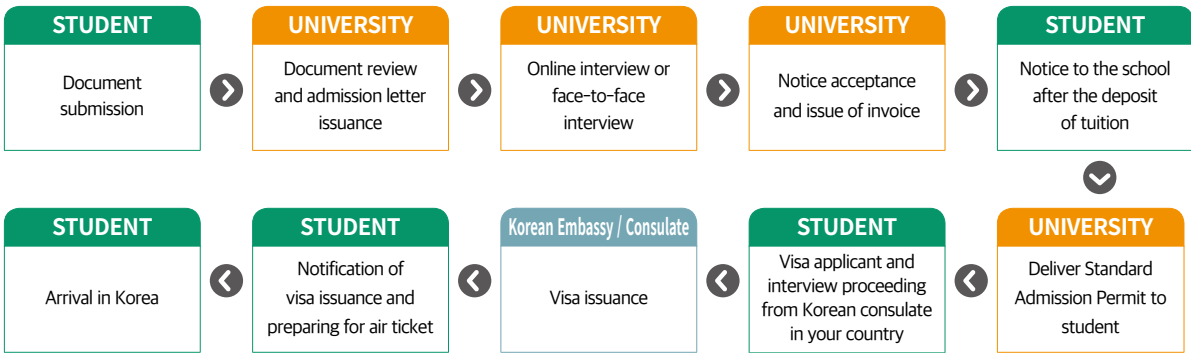 STUDENT
Document
submission
UNIVERSITY
Document review
and admission letter
issuance
UNIVERSITY
Online interview or
face-to-face
interview
UNIVERSITY
Notice acceptance
and issue of invoice
STUDENT
Notice to the school
after the deposit
of tuition
UNIVERSITY
Deliver Standard
Admission Permit to
student
STUDENT
Visa applicant and
interview proceeding
from Korean consulate
in your country
Korean Embassy / Consulate
Visa issuance
STUDENT
Notification of
visa issuance and
preparing for air ticket
STUDENT
Arrival in Korea